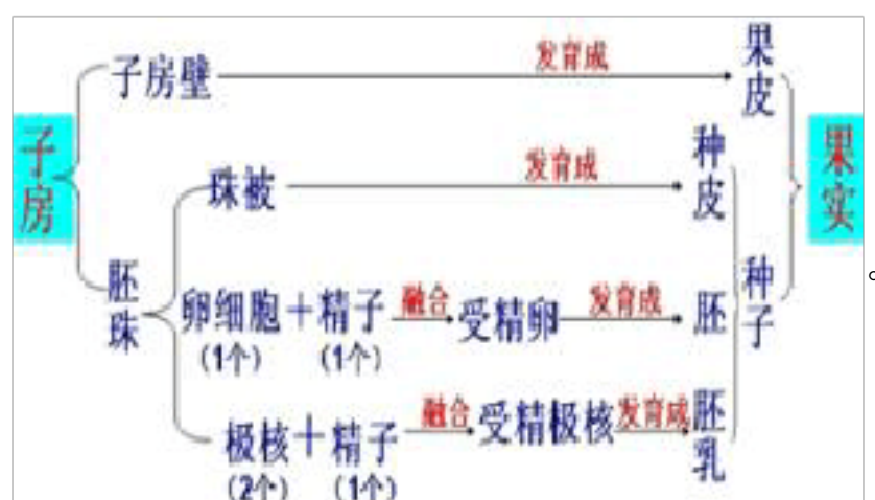 子房
子房壁 发育成 果皮
果实
胚珠
珠被 发育成 种皮
种子
卵细胞+精子 融合 受精卵 发育成 胚
(1个) (1个)
极核+精子 融合 受精极核 发育成 胚乳
(2个) (1个)
。